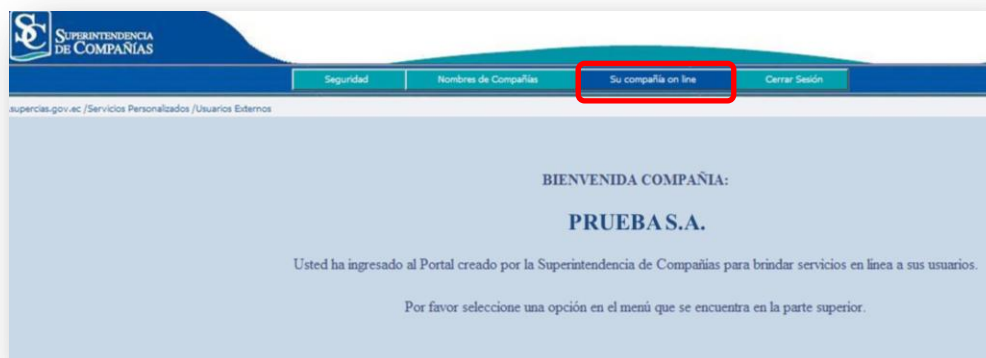 SC SUPERINTENDENCIA
DE COMPAÑÍAS
Seguridad Nombres de Compañías Su compañía on line Cerrar Sesión
.supercias.gov.ec /Servicios Personalizados /Usuarios Externos
BIENVENIDA COMPAÑIA:
PRUEBA S.A.
Usted ha ingresado al Portal creado por la Superintendencia de Compañías para brindar servicios en linea a sus usuarios.
Por favor seleccione una opción en el menú que se encuentra en la parte superior.